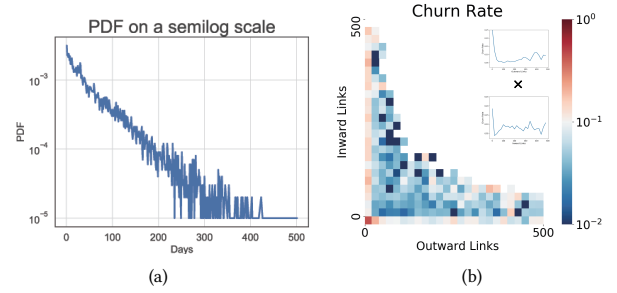 PDF on a semilog scale
PDF
10⁻³
10⁻⁴
10⁻⁵
0 100 200 300 400 500
Days
(a)
Churn Rate
Inward Links
500
0
0 500
Outward Links
10⁰
10⁻¹
10⁻²
×
(b)